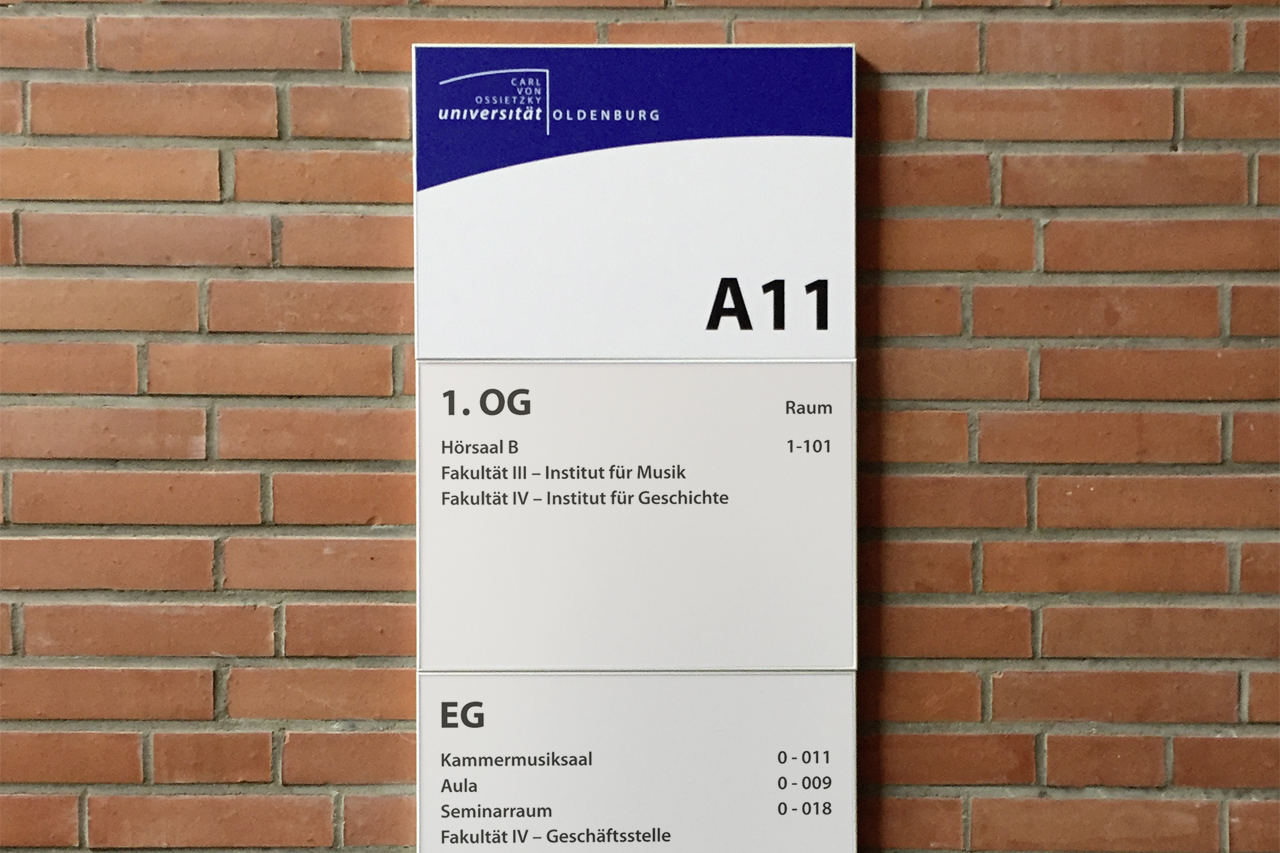 CARL
VON
OSSIETZKY
universität OLDENBURG
A11
1. OG Raum
Hörsaal B 1-101
Fakultät III – Institut für Musik
Fakultät IV – Institut für Geschichte
EG
Kammermusiksaal 0 - 011
Aula 0 - 009
Seminarraum 0 - 018
Fakultät IV – Geschäftsstelle